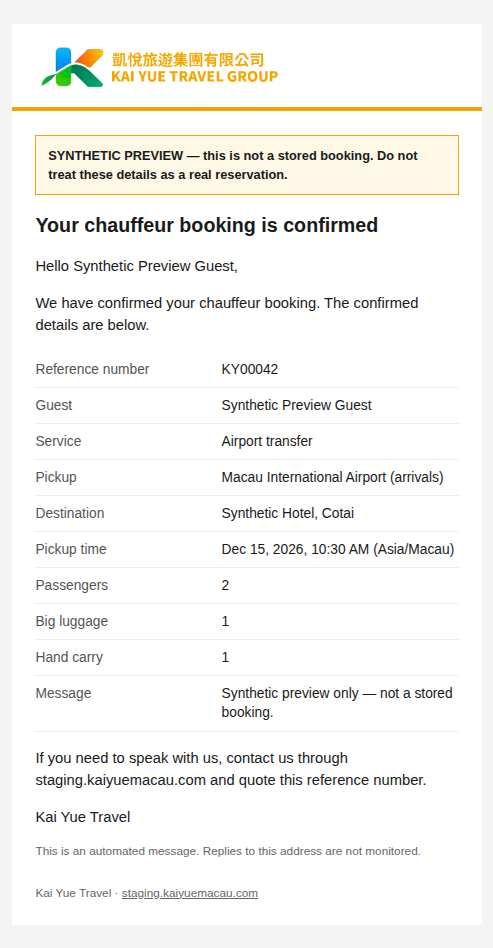 凱悅旅遊集團有限公司
KAI YUE TRAVEL GROUP
SYNTHETIC PREVIEW — this is not a stored booking. Do not
treat these details as a real reservation.
Your chauffeur booking is confirmed
Hello Synthetic Preview Guest,
We have confirmed your chauffeur booking. The confirmed
details are below.
Reference number KY00042
Guest Synthetic Preview Guest
Service Airport transfer
Pickup Macau International Airport (arrivals)
Destination Synthetic Hotel, Cotai
Pickup time Dec 15, 2026, 10:30 AM (Asia/Macau)
Passengers 2
Big luggage 1
Hand carry 1
Message Synthetic preview only — not a stored
booking.
If you need to speak with us, contact us through
staging.kaiyuemacau.com and quote this reference number.
Kai Yue Travel
This is an automated message. Replies to this address are not monitored.
Kai Yue Travel · staging.kaiyuemacau.com